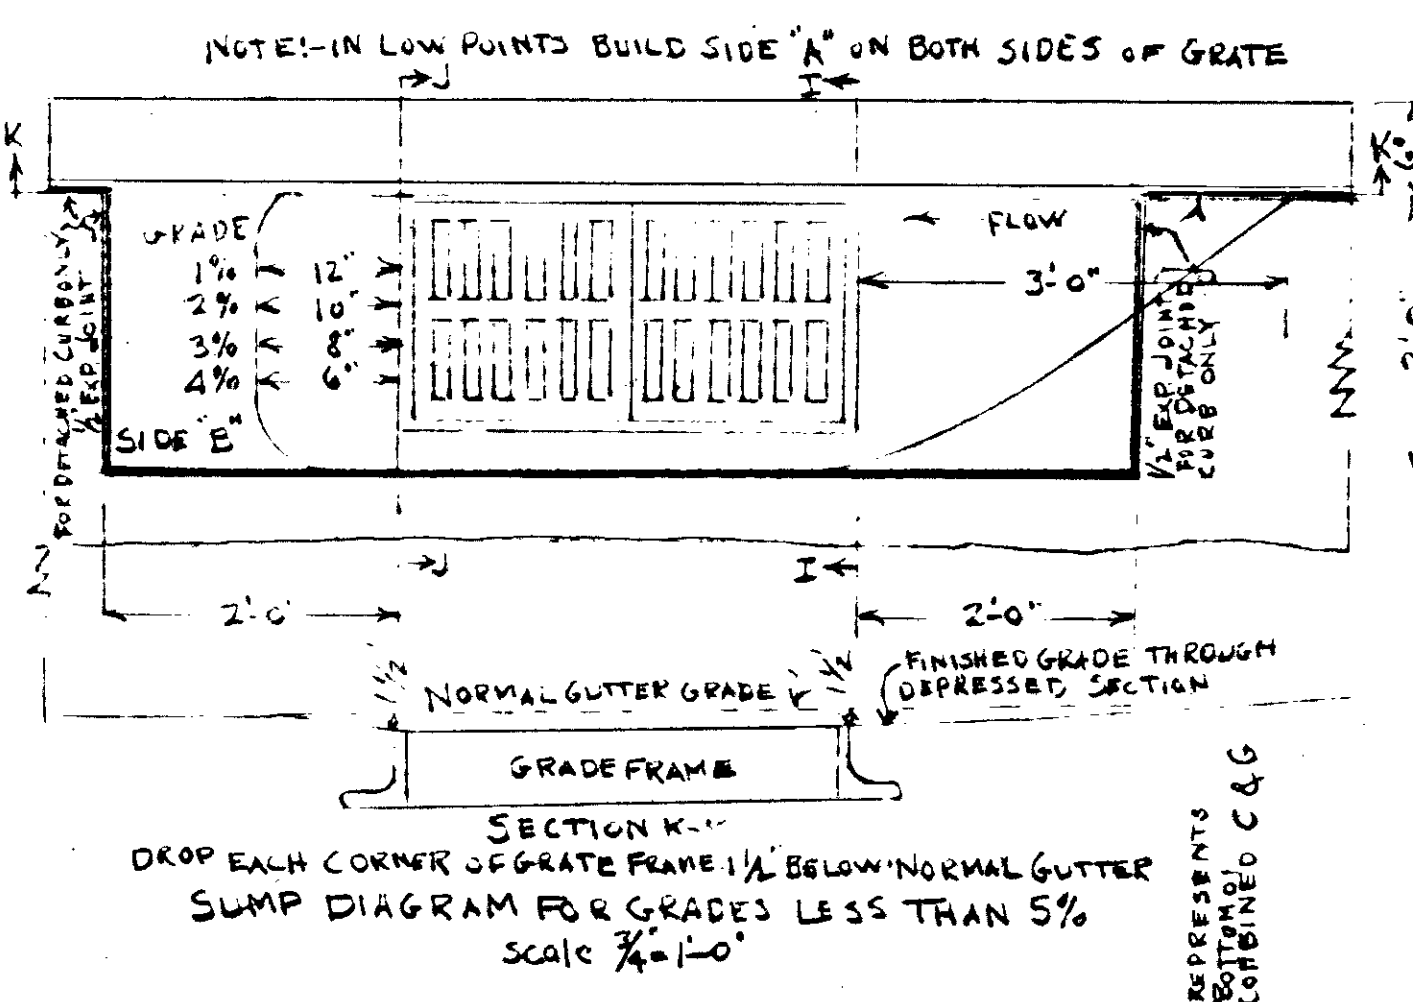 NOTE!-IN LOW POINTS BUILD SIDE "A" ON BOTH SIDES OF GRATE
J
I
K
K
6"
GRADE
1% 12"
2% 10"
3% 8"
4% 6"
SIDE "B"
FLOW
3'-0"
FOR DETACHED CURB ONLY
1/2" EXP. JOINT
1/2" EXP. JOINT
FOR DETACHED
CURB ONLY
J
I
2'-0"
2'-0"
1 1/2
1 1/2
NORMAL GUTTER GRADE
FINISHED GRADE THROUGH
DEPRESSED SECTION
GRADE FRAME
SECTION K-
DROP EACH CORNER OF GRATE FRAME 1 1/2" BELOW NORMAL GUTTER
SUMP DIAGRAM FOR GRADES LESS THAN 5%
scale 3/4"=1'-0"
REPRESENTS
BOTTOM OF
COMBINED C & G